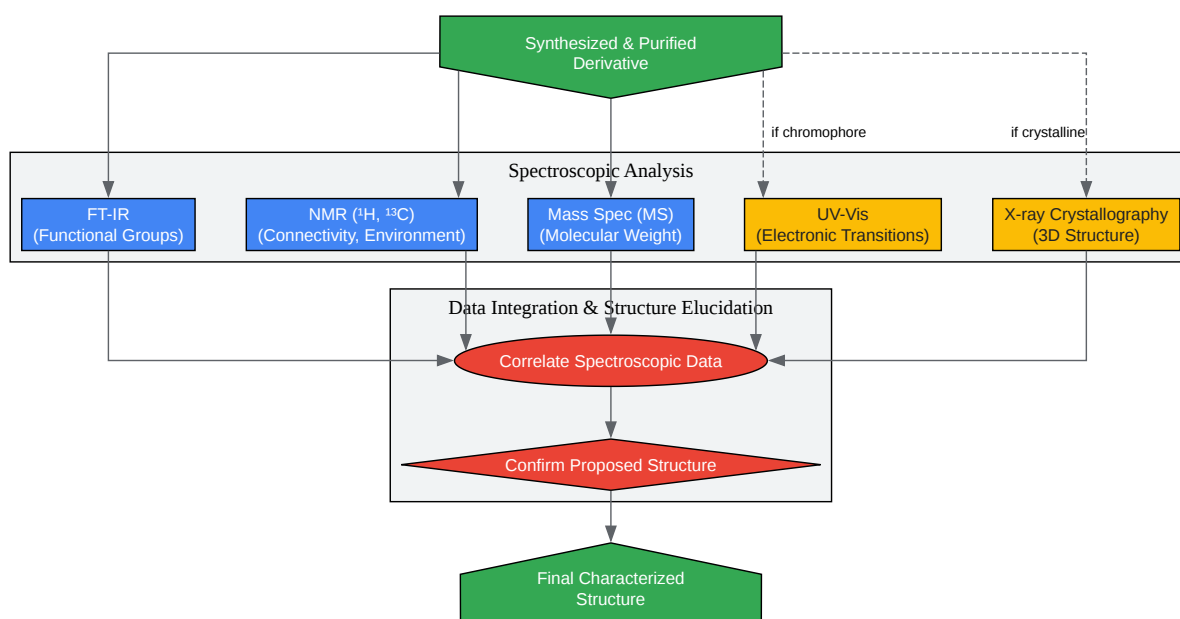 Synthesized & Purified
Derivative
if chromophore
if crystalline
Spectroscopic Analysis
FT-IR
(Functional Groups)
NMR (¹H, ¹³C)
(Connectivity, Environment)
Mass Spec (MS)
(Molecular Weight)
UV-Vis
(Electronic Transitions)
X-ray Crystallography
(3D Structure)
Data Integration & Structure Elucidation
Correlate Spectroscopic Data
Confirm Proposed Structure
Final Characterized
Structure